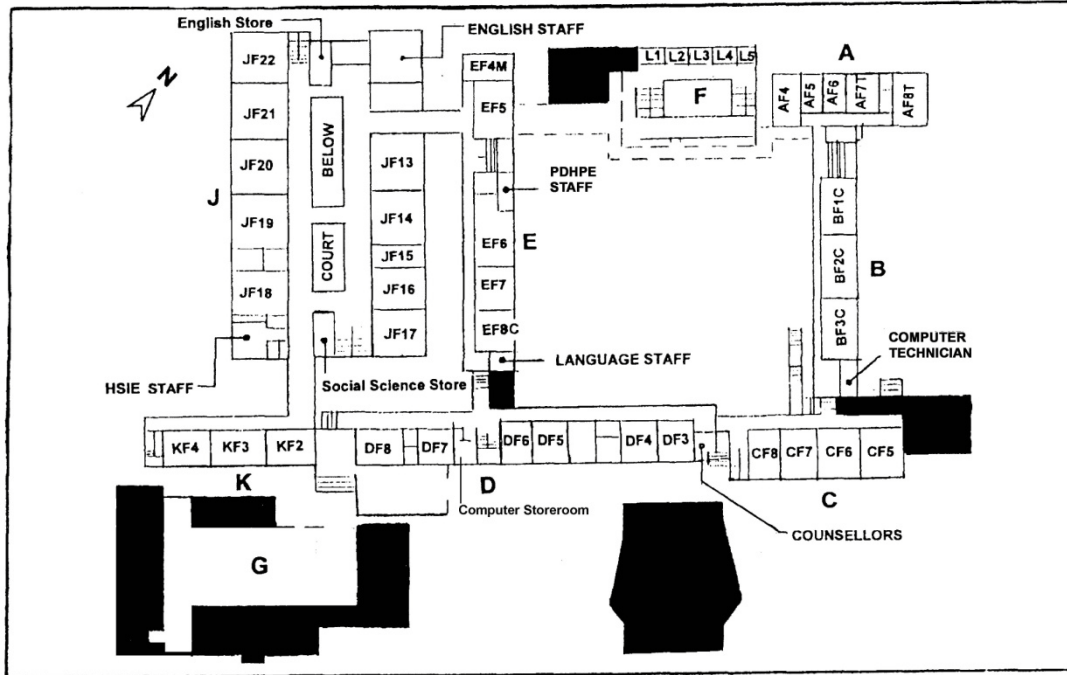 English Store
ENGLISH STAFF
A
N
JF22
EF4M
L1 L2 L3 L4 L5
F
AF4 AF5 AF6 AF7T AF8T
JF21
EF5
BELOW
JF20
JF13
PDHPE
STAFF
J
JF19
JF14
BF1C
E
EF6
COURT
JF15
BF2C
B
JF18
JF16
EF7
JF17
EF8C
BF3C
COMPUTER
TECHNICIAN
LANGUAGE STAFF
HSIE STAFF
Social Science Store
KF4 KF3 KF2
DF8 DF7
DF6 DF5
DF4 DF3
CF8 CF7 CF6 CF5
K
D
C
Computer Storeroom
COUNSELLORS
G